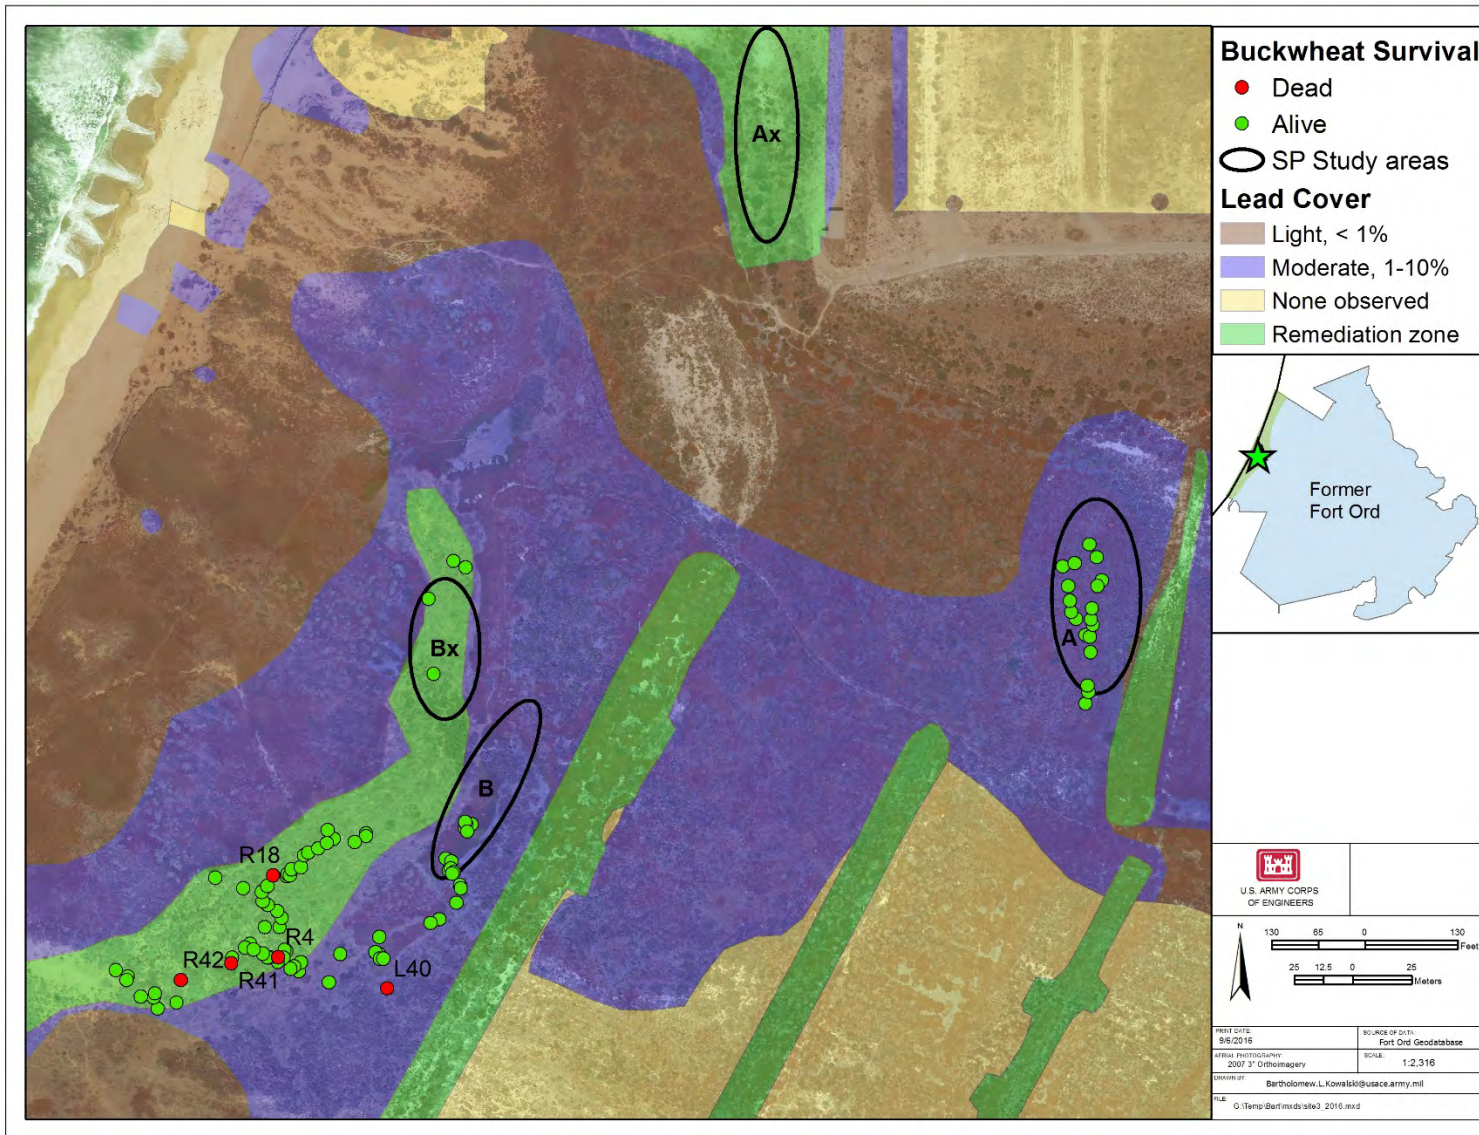 Buckwheat Survival
Dead
Alive
SP Study areas
Lead Cover
Light, < 1%
Moderate, 1-10%
None observed
Remediation zone
Ax
Bx
A
B
R18
R4
R42
R41
L40
Former
Fort Ord
U.S. ARMY CORPS
OF ENGINEERS
N
130 65 0 130
Feet
25 12.5 0 25
Meters
PRINT DATE:
9/6/2016
SOURCE OF DATA:
Fort Ord Geodatabase
AERIAL PHOTOGRAPHY:
2007 3" Orthoimagery
SCALE:
1:2,316
DRAWN BY:
Bartholomew.L.Kowalski@usace.army.mil
FILE:
G:\Temp\Bart\mxds\site3_2016.mxd